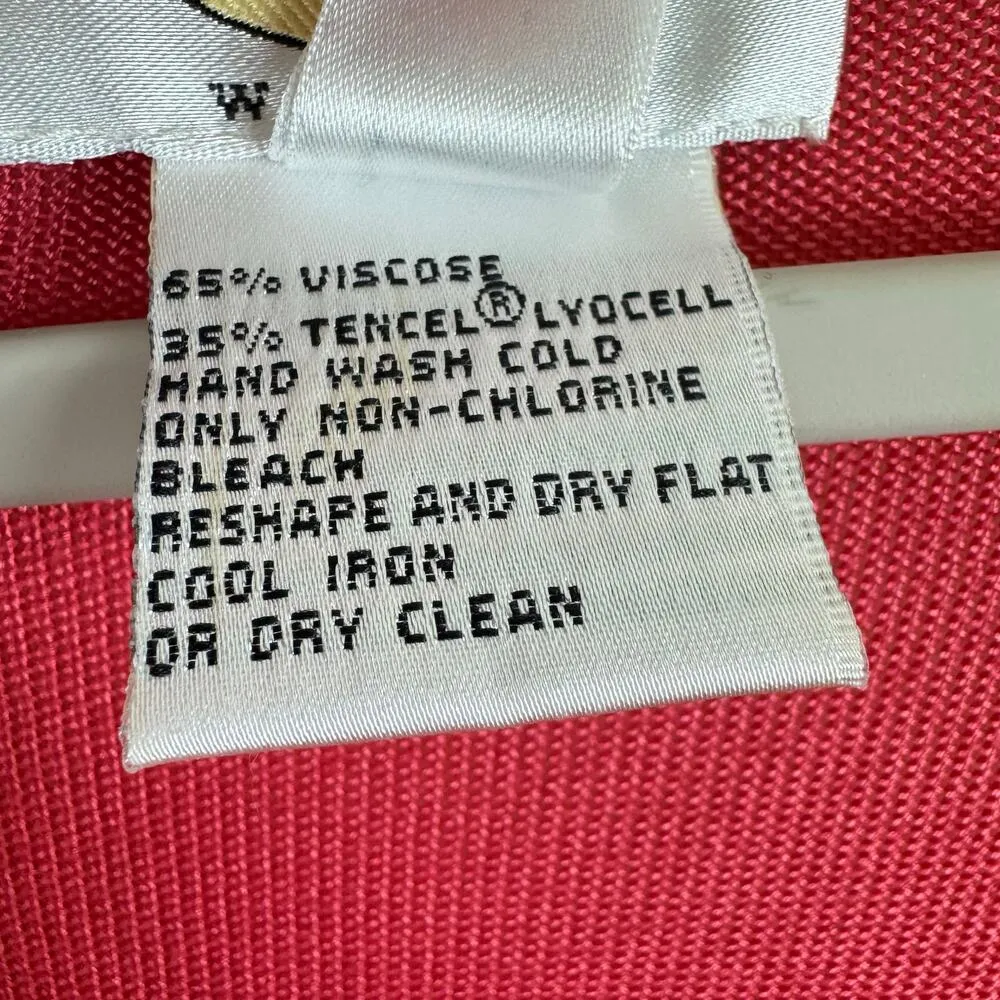 W
65% VISCOSE
35% TENCEL® LYOCELL
HAND WASH COLD
ONLY NON-CHLORINE
BLEACH
RESHAPE AND DRY FLAT
COOL IRON
OR DRY CLEAN